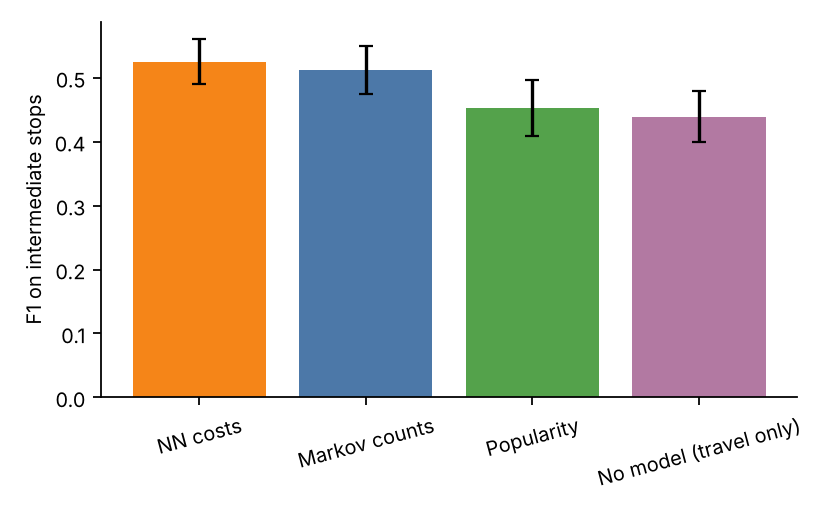 F1 on intermediate stops
0.5
0.4
0.3
0.2
0.1
0.0
NN costs
Markov counts
Popularity
No model (travel only)